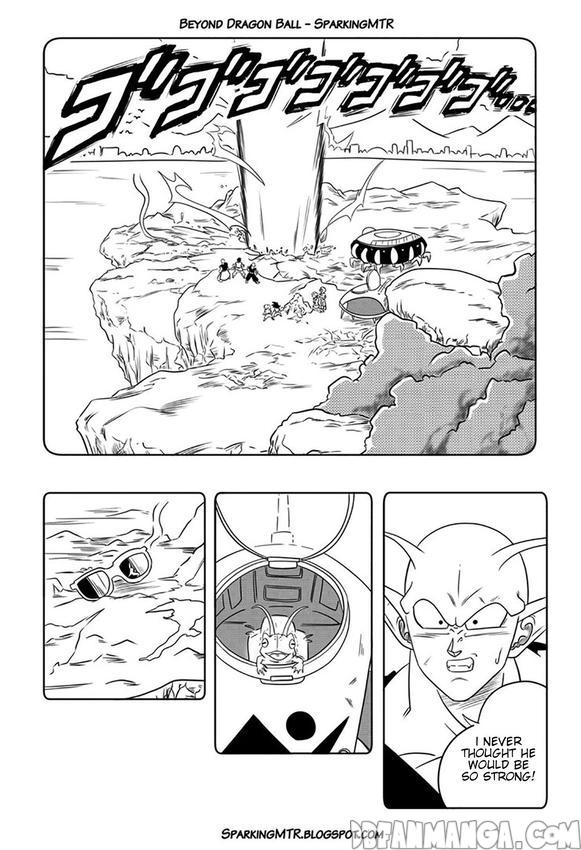 Beyond Dragon Ball - SparkingMTR
ゴゴゴゴゴゴゴ
I NEVER
THOUGHT HE
WOULD BE
SO STRONG!
SparkingMTR.blogspot.com
DBFANMANGA.COM